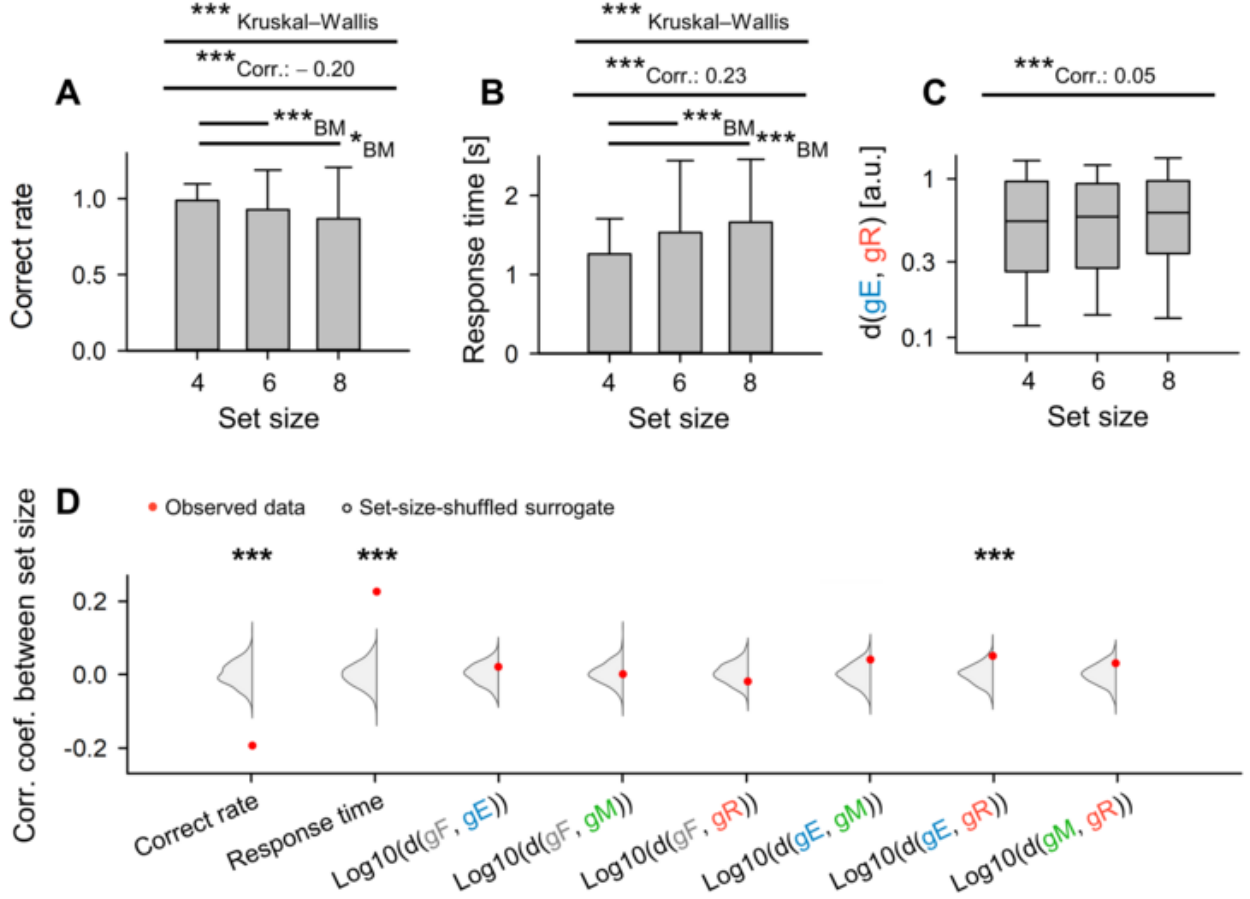 *** Kruskal–Wallis
***Corr.: – 0.20
A
***BM
*BM
Correct rate
1.0
0.5
0.0
4 6 8
Set size
*** Kruskal–Wallis
***Corr.: 0.23
B
***BM
***BM
Response time [s]
2
1
0
4 6 8
Set size
***Corr.: 0.05
C
d(gE, gR) [a.u.]
1
0.3
0.1
4 6 8
Set size
D
Observed data
Set-size-shuffled surrogate
Corr. coef. between set size
*** *** ***
0.2
0.0
-0.2
Correct rate
Response time
Log10(d(gF, gE))
Log10(d(gF, gM))
Log10(d(gF, gR))
Log10(d(gE, gM))
Log10(d(gE, gR))
Log10(d(gM, gR))